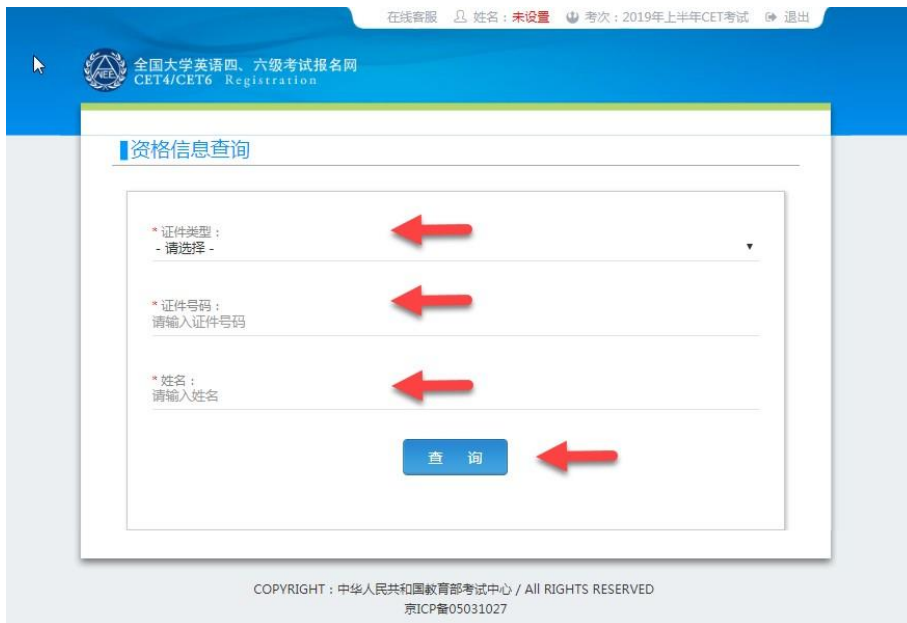 在线客服 姓名：未设置 考次：2019年上半年CET考试 退出
全国大学英语四、六级考试报名网
CET4/CET6 Registration
NEEA
资格信息查询
* 证件类型：
- 请选择 -
* 证件号码：
请输入证件号码
* 姓名：
请输入姓名
查 询
COPYRIGHT：中华人民共和国教育部考试中心 / All RIGHTS RESERVED
京ICP备05031027